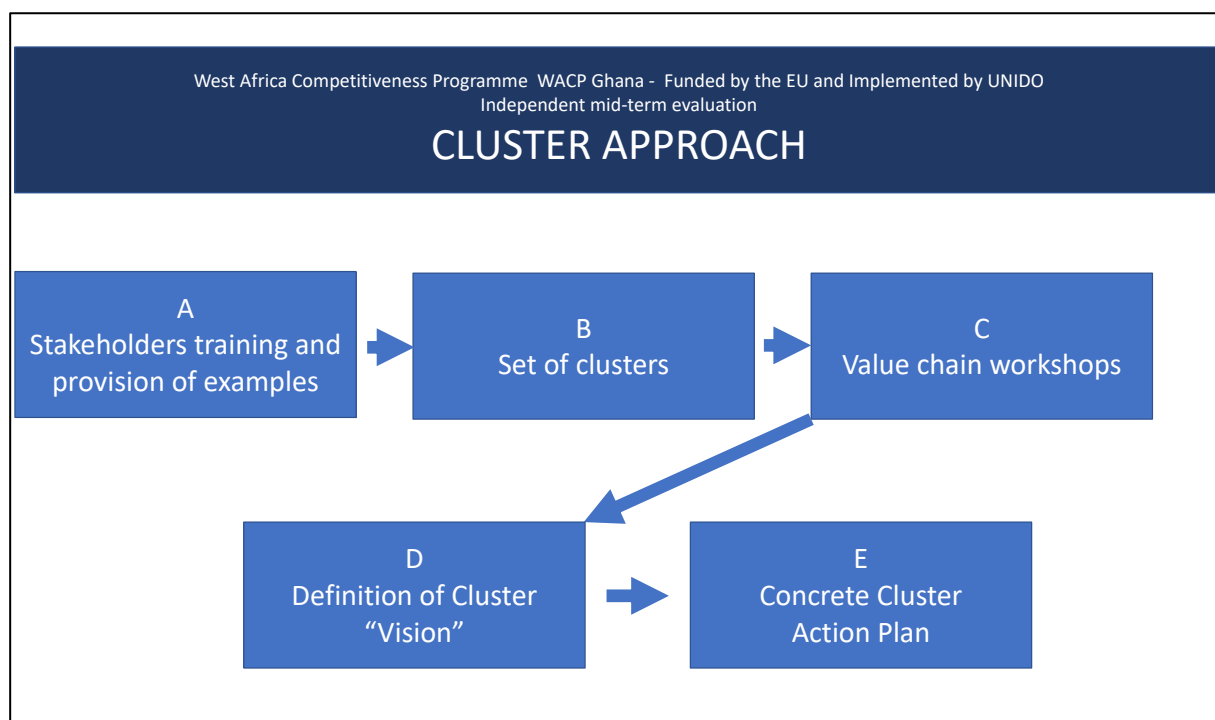 West Africa Competitiveness Programme  WACP Ghana -  Funded by the EU and Implemented by UNIDO
Independent mid-term evaluation
CLUSTER APPROACH
A
Stakeholders training and
provision of examples
B
Set of clusters
C
Value chain workshops
D
Definition of Cluster
“Vision”
E
Concrete Cluster
Action Plan